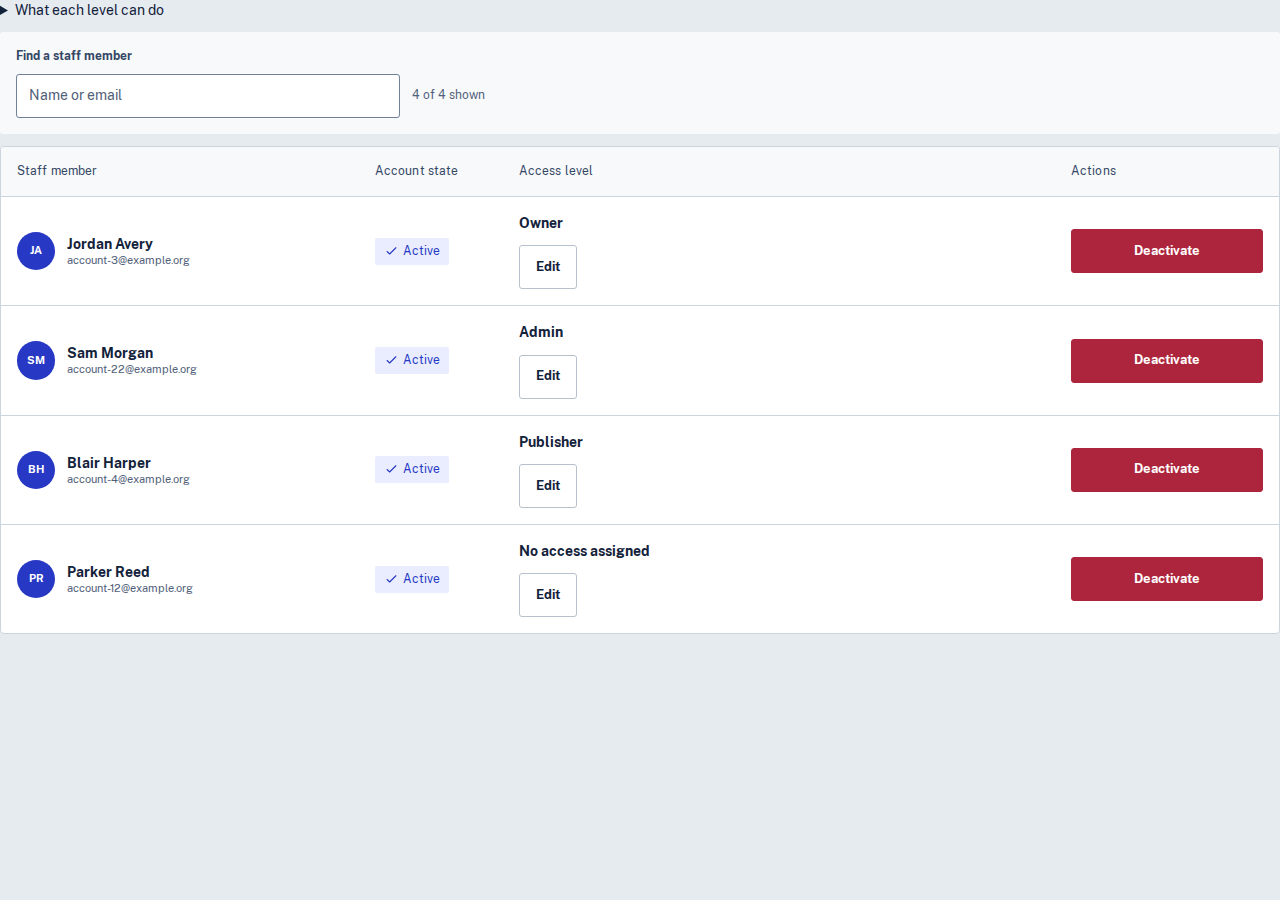 What each level can do
Find a staff member
Name or email
4 of 4 shown
Staff member Account state Access level Actions
Owner
JA Jordan Avery Active Deactivate
account-3@example.org
Edit
Admin
SM Sam Morgan Active Deactivate
account-22@example.org
Edit
Publisher
BH Blair Harper Active Deactivate
account-4@example.org
Edit
No access assigned
PR Parker Reed Active Deactivate
account-12@example.org
Edit